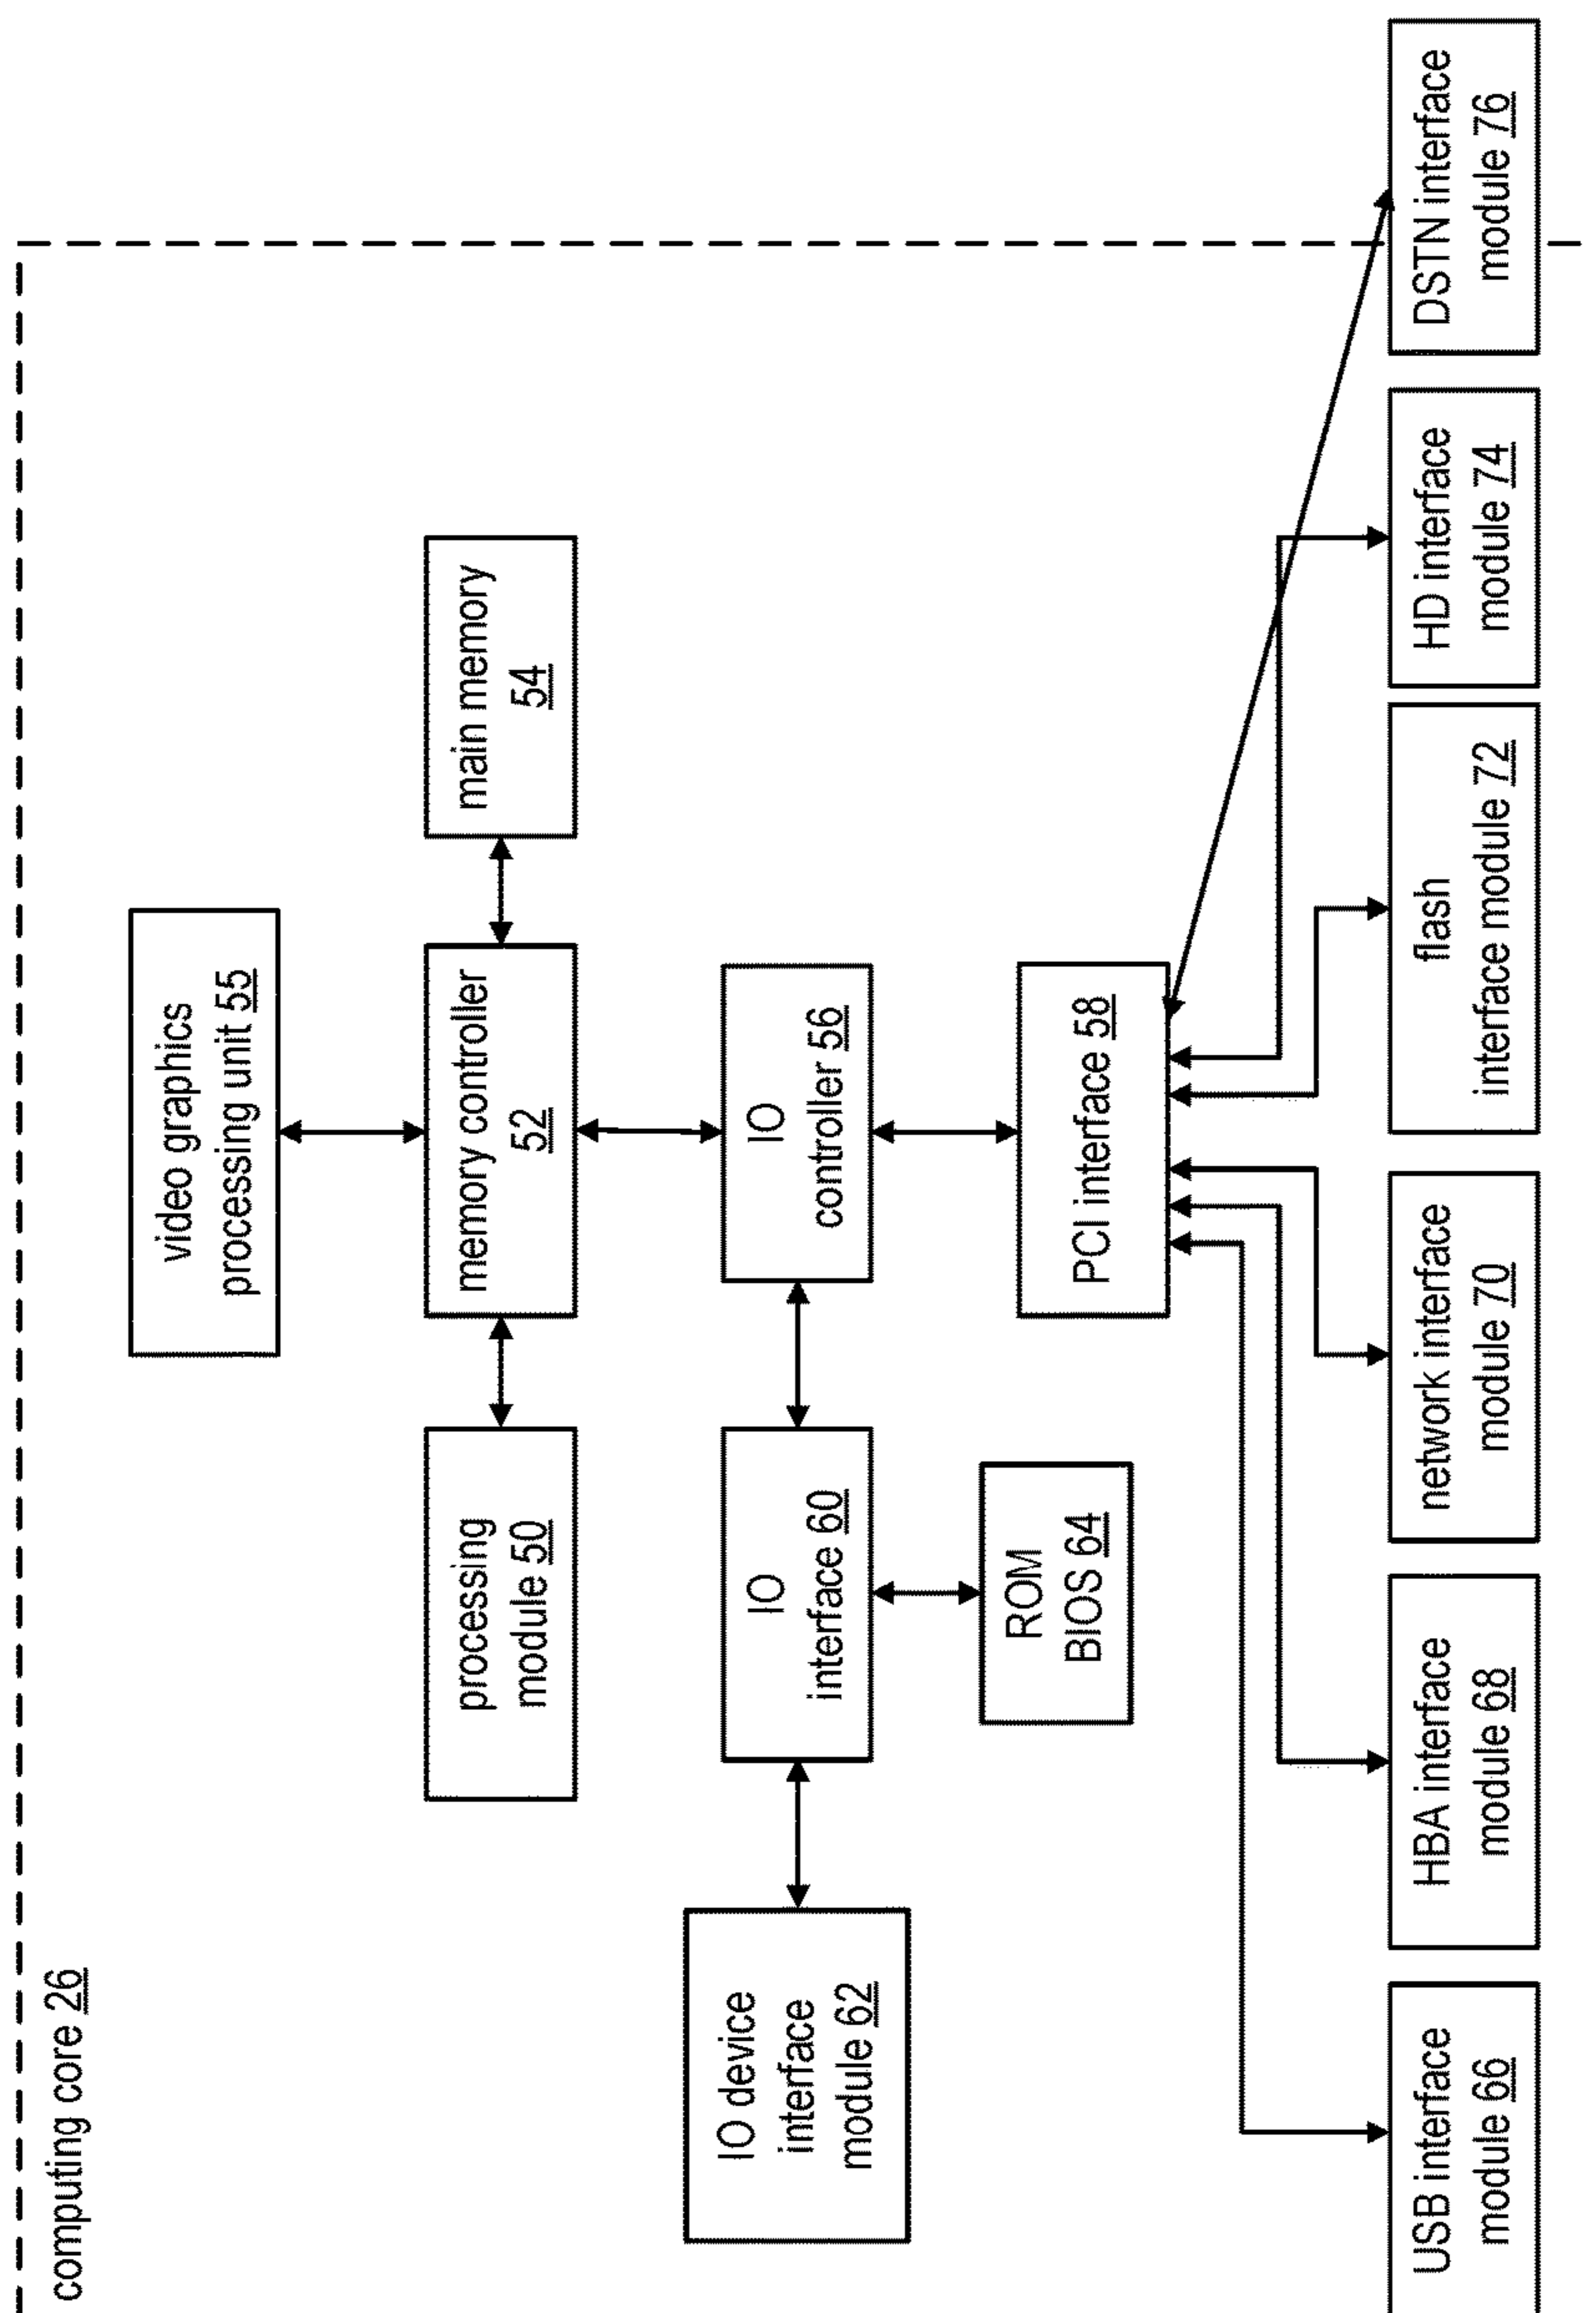 computing core 26
video graphics
processing unit 55
processing
module 50
memory controller
52
main memory
54
IO device
interface
module 62
IO
interface 60
IO
controller 56
ROM
BIOS 64
PCI interface 58
USB interface
module 66
HBA interface
module 68
network interface
module 70
flash
interface module 72
HD interface
module 74
DSTN interface
module 76